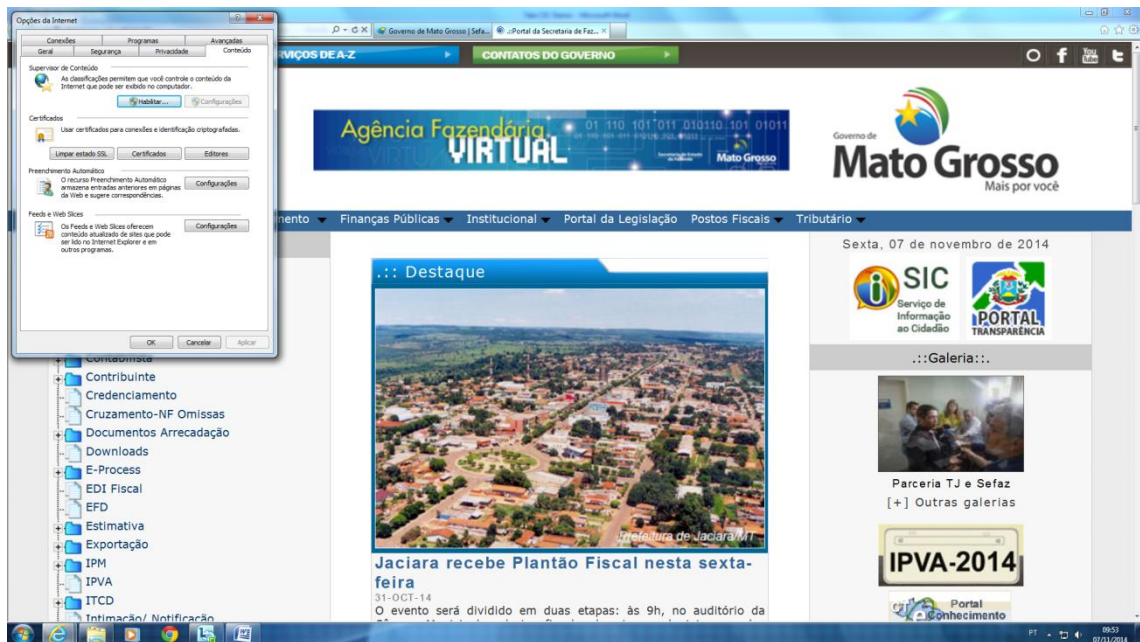 Opções da Internet
Conexões Programas Avançadas
Geral Segurança Privacidade Conteúdo
Supervisor de Conteúdo
As classificações permitem que você controle o conteúdo da
Internet que pode ser exibido no computador.
Habilitar... Configurações
Certificados
Usar certificados para conexões e identificação criptografadas.
Limpar estado SSL Certificados Editores
Preenchimento Automático
O recurso Preenchimento Automático
armazena entradas anteriores em páginas
da Web e sugere correspondências.
Configurações
Feeds e Web Slices
Os Feeds e Web Slices oferecem
conteúdo atualizado de sites que pode
ser lido no Internet Explorer e em
outros programas.
Configurações
OK Cancelar Aplicar
Governo de Mato Grosso | Sefa...
.::Portal da Secretaria de Faz...
RVIÇOS DE A-Z
CONTATOS DO GOVERNO
You Tube
Agência Fazendária
VIRTUAL
Mato Grosso
Governo de
Mato Grosso
Mais por você
mento Finanças Públicas Institucional Portal da Legislação Postos Fiscais Tributário
Contabilista
Contribuinte
Credenciamento
Cruzamento-NF Omissas
Documentos Arrecadação
Downloads
E-Process
EDI Fiscal
EFD
Estimativa
Exportação
IPM
IPVA
ITCD
Intimação/ Notificação
.:: Destaque
Prefeitura de Jaciara/MT
Jaciara recebe Plantão Fiscal nesta sexta-
feira
31-OCT-14
O evento será dividido em duas etapas: às 9h, no auditório da
Sexta, 07 de novembro de 2014
SIC
Serviço de
Informação
ao Cidadão
PORTAL
TRANSPARÊNCIA
.::Galeria::.
Parceria TJ e Sefaz
[+] Outras galerias
IPVA-2014
Portal
Conhecimento
PT
09:53
07/11/2014